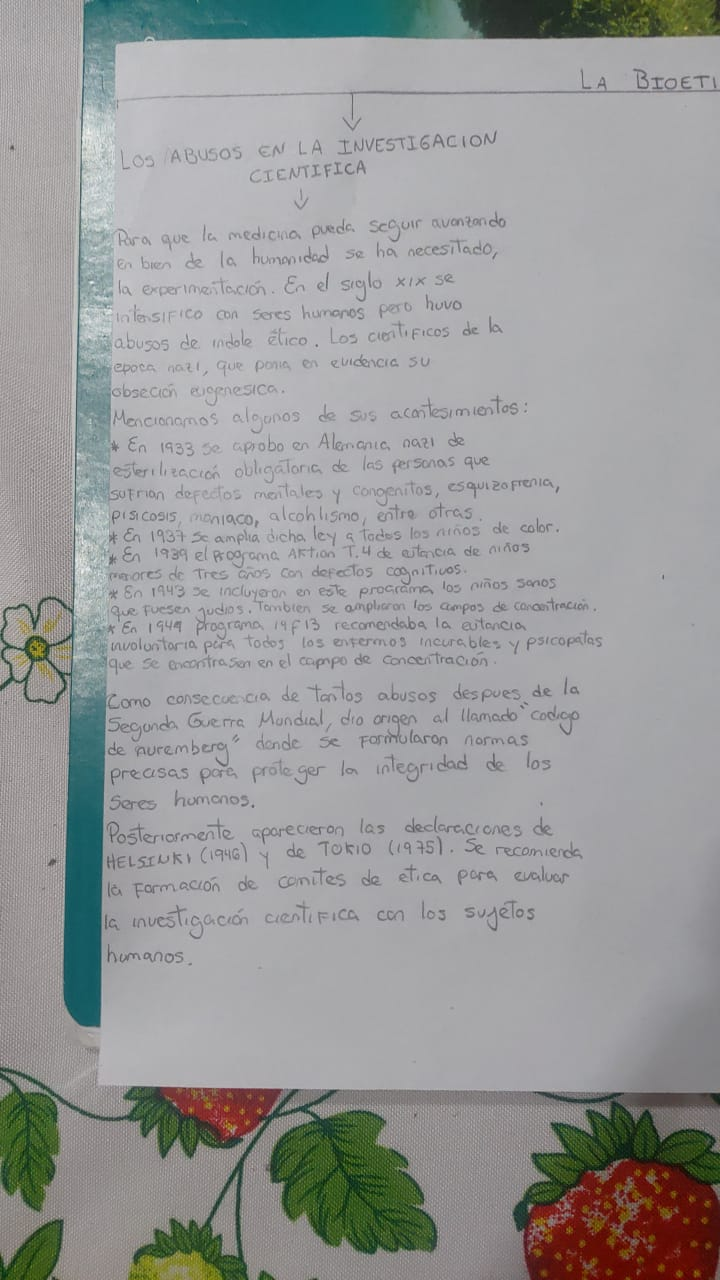 LA BIOETI
LOS ABUSOS EN LA INVESTIGACION
CIENTIFICA
Para que la medicina pueda seguir avanzando
en bien de la humanidad se ha necesitado,
la experimentación. En el siglo XIX se
intensifico con seres humanos pero huvo
abusos de indole ético. Los cientificos de la
epoca nazi, que ponia en evidencia su
obseción eugenesica.
Mencionamos algunos de sus acontesimientos:
* En 1933 se aprobo en Alemania nazi de
esterilización obligatoria de las personas que
sufrian defectos mentales y congenitos, esquizofrenia,
pisicosis, maniaco, alcohlismo, entre otras.
* En 1937 se amplia dicha ley a todos los niños de color.
* En 1939 el programa Aktion T.4 de eutancia de niños
menores de tres años con defectos cognitivos.
* En 1943 se incluyeron en este programa los niños sanos
que fuesen judios. Tambien se ampliaron los campos de concentración.
* En 1944 programa 14F13 recomendaba la eutancia
involuntaria para todos los enfermos incurables y psicopatas
que se encontrasen en el campo de concentración.
Como consecuencia de tantos abusos despues de la
Segunda Guerra Mundial, dio origen al llamado "codigo
de nuremberg" donde se formularon normas
precisas para proteger la integridad de los
seres humanos.
Posteriormente aparecieron las declaraciones de
HELSINKI (1946) y de TOKIO (1975). Se recomienda
la formación de comites de etica para evaluar
la investigación cientifica con los sujetos
humanos.